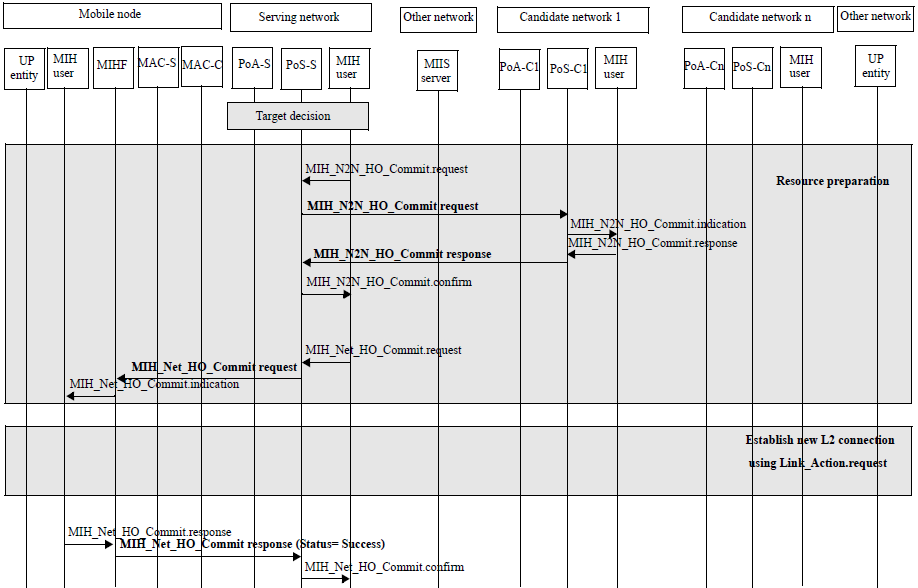 Mobile node
Serving network
Other network
Candidate network 1
Candidate network n
Other network
UP
entity
MIH
user
MIHF
MAC-S
MAC-C
PoA-S
PoS-S
MIH
user
MIIS
server
PoA-C1
PoS-C1
MIH
user
PoA-Cn
PoS-Cn
MIH
user
UP
entity
Target decision
MIH_N2N_HO_Commit.request
Resource preparation
MIH_N2N_HO_Commit request
MIH_N2N_HO_Commit.indication
MIH_N2N_HO_Commit.response
MIH_N2N_HO_Commit response
MIH_N2N_HO_Commit.confirm
MIH_Net_HO_Commit.request
MIH_Net_HO_Commit request
MIH_Net_HO_Commit.indication
Establish new L2 connection
using Link_Action.request
MIH_Net_HO_Commit.response
MIH_Net_HO_Commit response (Status= Success)
MIH_Net_HO_Commit.confirm